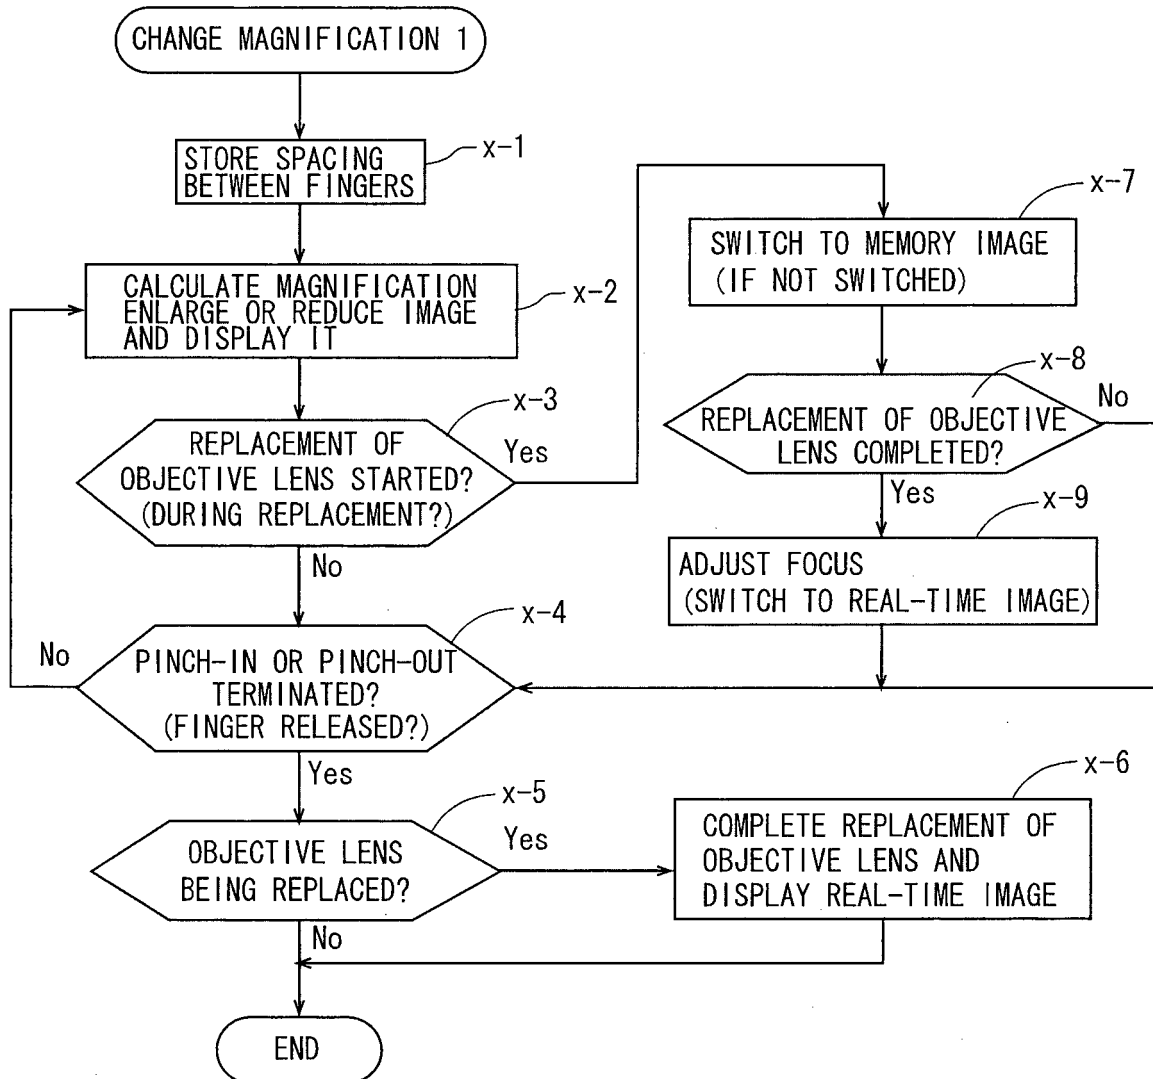 CHANGE MAGNIFICATION 1
STORE SPACING
BETWEEN FINGERS
x-1
CALCULATE MAGNIFICATION
ENLARGE OR REDUCE IMAGE
AND DISPLAY IT
x-2
REPLACEMENT OF
OBJECTIVE LENS STARTED?
(DURING REPLACEMENT?)
x-3
Yes
No
PINCH-IN OR PINCH-OUT
TERMINATED?
(FINGER RELEASED?)
x-4
No
Yes
OBJECTIVE LENS
BEING REPLACED?
x-5
Yes
No
COMPLETE REPLACEMENT OF
OBJECTIVE LENS AND
DISPLAY REAL-TIME IMAGE
x-6
END
SWITCH TO MEMORY IMAGE
(IF NOT SWITCHED)
x-7
REPLACEMENT OF OBJECTIVE
LENS COMPLETED?
x-8
No
Yes
ADJUST FOCUS
(SWITCH TO REAL-TIME IMAGE)
x-9